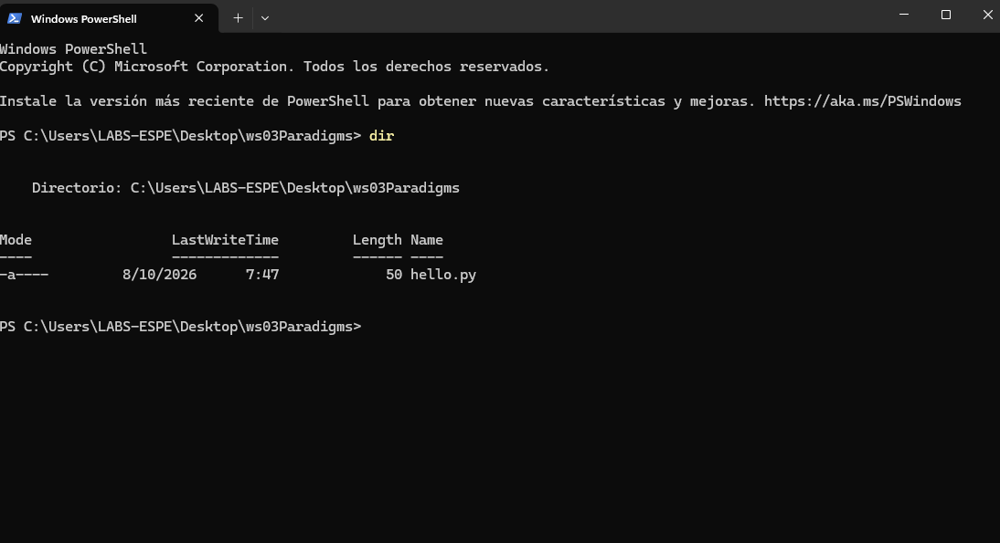 Windows PowerShell
Windows PowerShell
Copyright (C) Microsoft Corporation. Todos los derechos reservados.
Instale la versión más reciente de PowerShell para obtener nuevas características y mejoras. https://aka.ms/PSWindows
PS C:\Users\LABS-ESPE\Desktop\ws03Paradigms> dir
Directorio: C:\Users\LABS-ESPE\Desktop\ws03Paradigms
Mode                 LastWriteTime         Length Name
----                 -------------         ------ ----
-a----         8/10/2026      7:47             50 hello.py
PS C:\Users\LABS-ESPE\Desktop\ws03Paradigms>